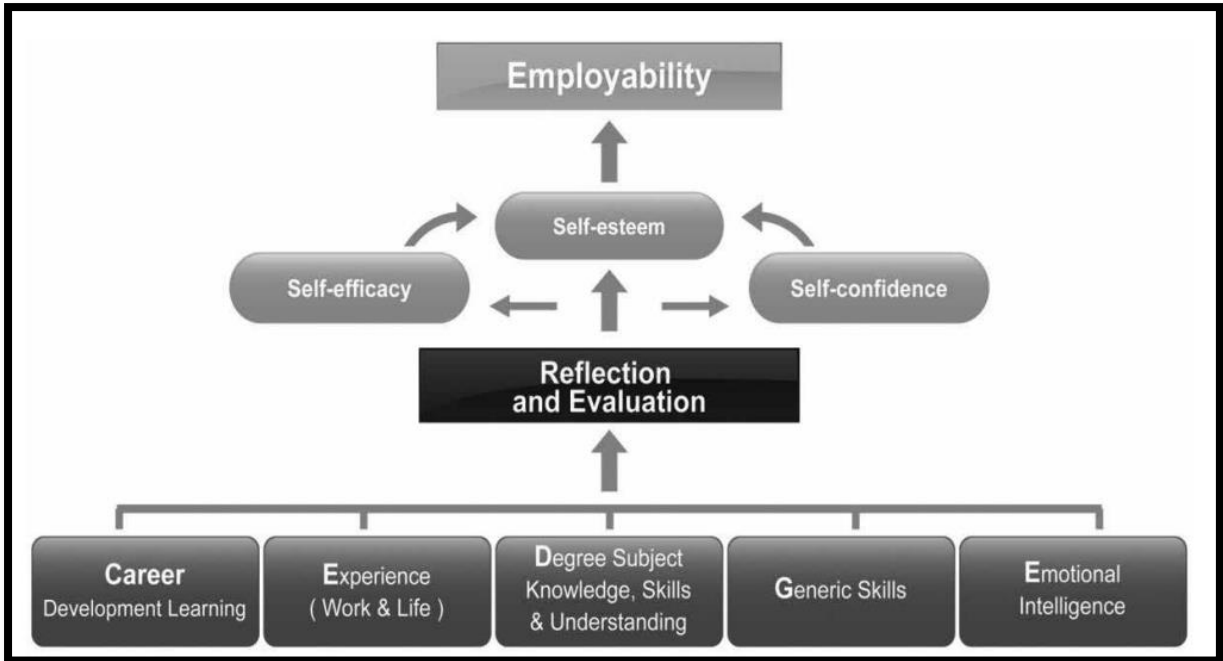 Employability
Self-esteem
Self-efficacy
Self-confidence
Reflection
and Evaluation
Career
Development Learning
Experience
( Work & Life )
Degree Subject
Knowledge, Skills
& Understanding
Generic Skills
Emotional
Intelligence